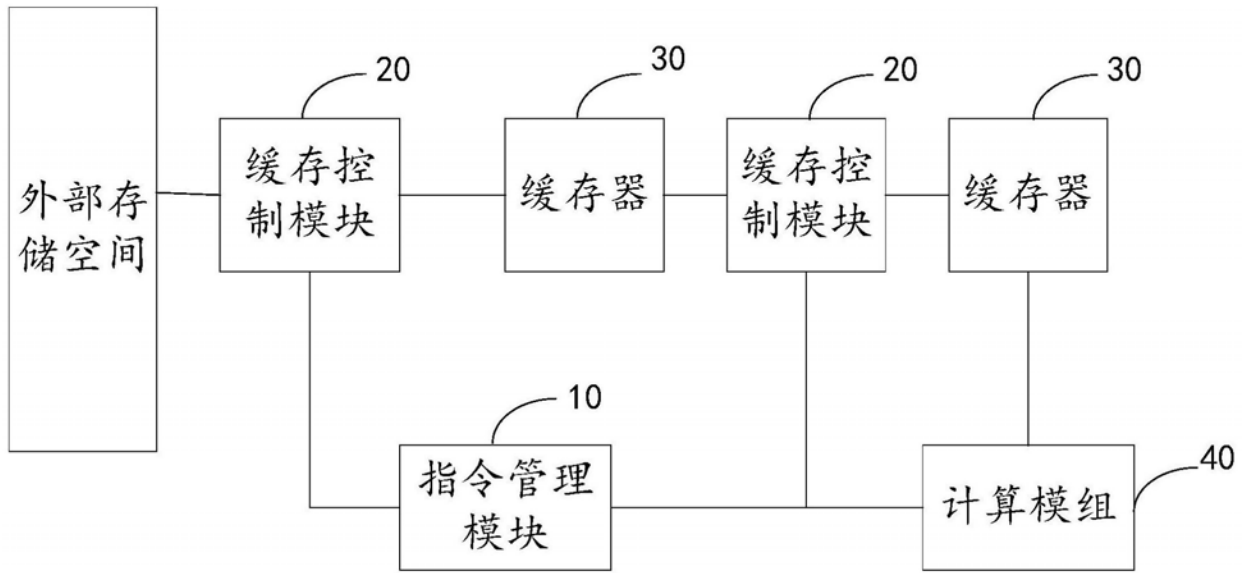 20
30
20
30
外部存
储空间
缓存控
制模块
缓存器
缓存控
制模块
缓存器
10
指令管理
模块
计算模组
40